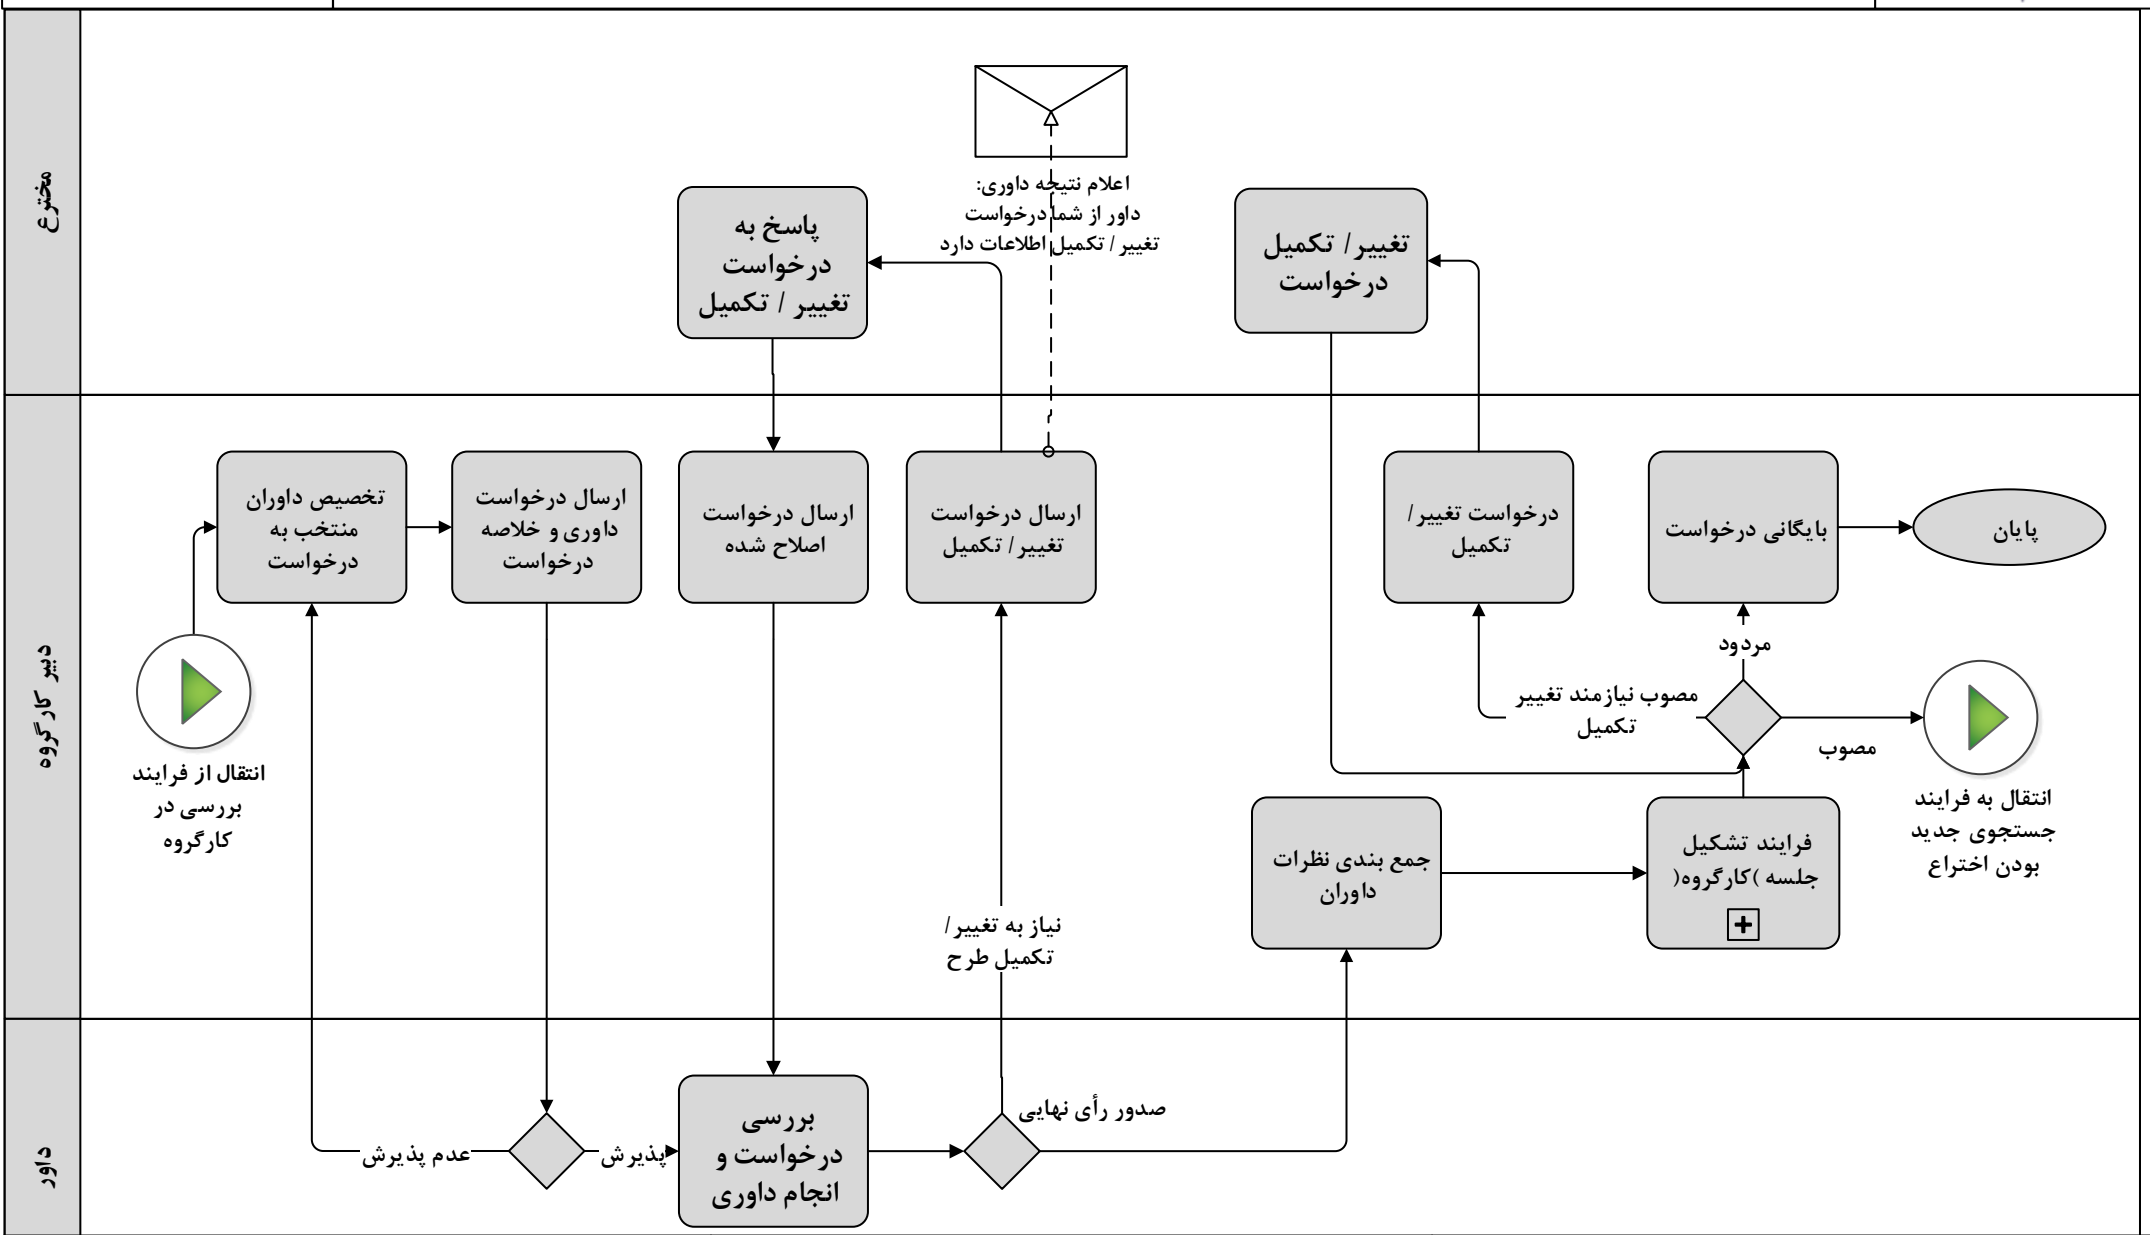 مخترع
اعلام نتیجه داوری:
داور از شما درخواست
تغییر / تکمیل اطلاعات دارد
پاسخ به
درخواست
تغییر / تکمیل
تغییر / تکمیل
درخواست
دبیر کارگروه
تخصیص داوران
منتخب به
درخواست
ارسال درخواست
داوری و خلاصه
درخواست
ارسال درخواست
اصلاح شده
ارسال درخواست
تغییر / تکمیل
درخواست تغییر /
تکمیل
بایگانی درخواست
پایان
مردود
مصوب نیازمند تغییر
تکمیل
مصوب
انتقال از فرایند
بررسی در
کارگروه
انتقال به فرایند
جستجوی جدید
بودن اختراع
جمع بندی نظرات
داوران
فرایند تشکیل
جلسه )کارگروه(
نیاز به تغییر /
تکمیل طرح
داور
عدم پذیرش
پذیرش
بررسی
درخواست و
انجام داوری
صدور رأی نهایی